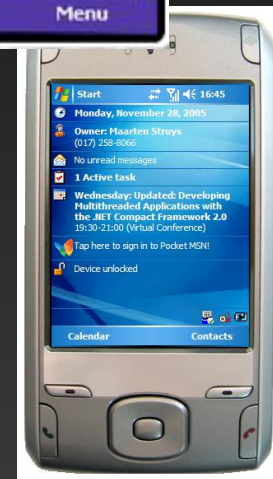 Menu
Start 16:45
Monday, November 28, 2005
Owner: Maarten Struys
(017) 258-8066
No unread messages
1 Active task
Wednesday: Updated: Developing
Multithreaded Applications with
the .NET Compact Framework 2.0
19:30-21:00 (Virtual Conference)
Tap here to sign in to Pocket MSN!
Device unlocked
Calendar Contacts